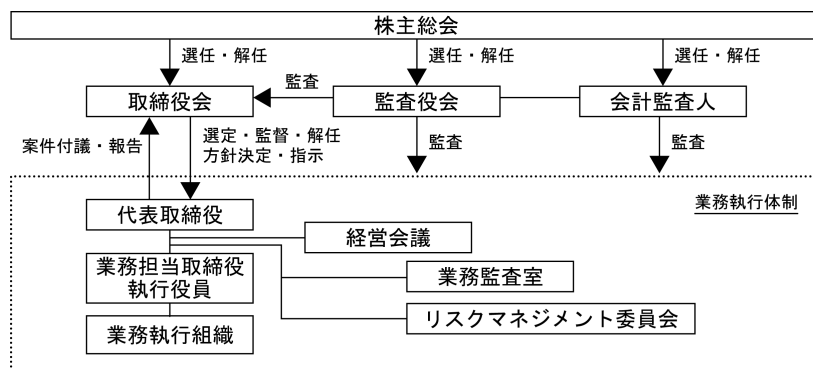 株主総会
選任・解任
選任・解任
選任・解任
取締役会
監査
監査役会
会計監査人
案件付議・報告
選定・監督・解任
方針決定・指示
監査
監査
業務執行体制
代表取締役
経営会議
業務担当取締役
執行役員
業務監査室
業務執行組織
リスクマネジメント委員会